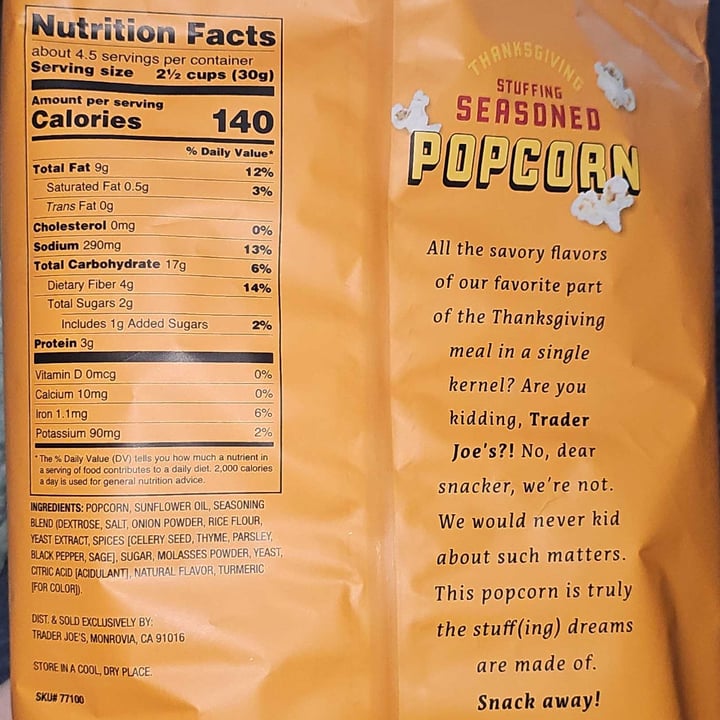 Nutrition Facts
about 4.5 servings per container
Serving size 2½ cups (30g)
Amount per serving
Calories 140
% Daily Value*
Total Fat 9g 12%
Saturated Fat 0.5g 3%
Trans Fat 0g
Cholesterol 0mg 0%
Sodium 290mg 13%
Total Carbohydrate 17g 6%
Dietary Fiber 4g 14%
Total Sugars 2g
Includes 1g Added Sugars 2%
Protein 3g
Vitamin D 0mcg 0%
Calcium 10mg 0%
Iron 1.1mg 6%
Potassium 90mg 2%
*The % Daily Value (DV) tells you how much a nutrient in
a serving of food contributes to a daily diet. 2,000 calories
a day is used for general nutrition advice.
INGREDIENTS: POPCORN, SUNFLOWER OIL, SEASONING
BLEND (DEXTROSE, SALT, ONION POWDER, RICE FLOUR,
YEAST EXTRACT, SPICES [CELERY SEED, THYME, PARSLEY,
BLACK PEPPER, SAGE], SUGAR, MOLASSES POWDER, YEAST,
CITRIC ACID [ACIDULANT], NATURAL FLAVOR, TURMERIC
[FOR COLOR]).
DIST. & SOLD EXCLUSIVELY BY:
TRADER JOE'S, MONROVIA, CA 91016
STORE IN A COOL, DRY PLACE.
SKU# 77100
THANKSGIVING
STUFFING
SEASONED
POPCORN
All the savory flavors
of our favorite part
of the Thanksgiving
meal in a single
kernel? Are you
kidding, Trader
Joe's?! No, dear
snacker, we're not.
We would never kid
about such matters.
This popcorn is truly
the stuff(ing) dreams
are made of.
Snack away!